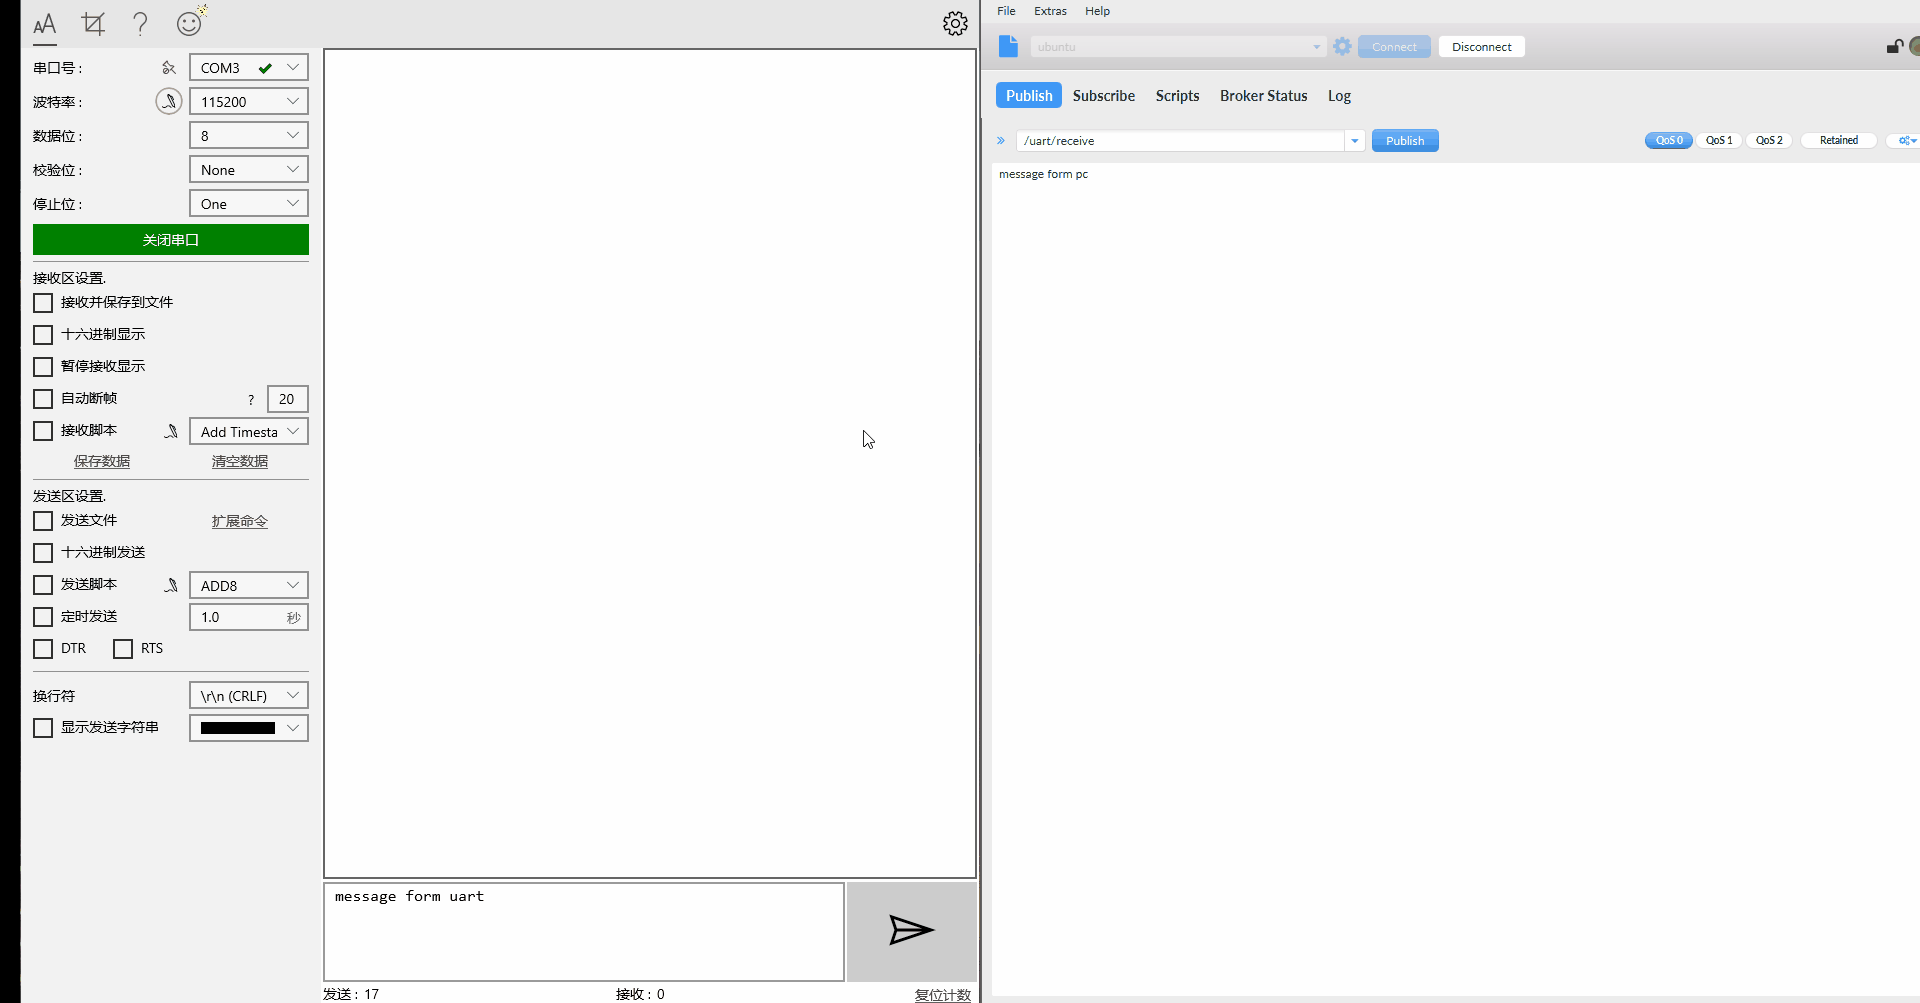 串口号 :
COM3
波特率 :
115200
数据位 :
8
校验位 :
None
停止位 :
One
关闭串口
接收区设置.
接收并保存到文件
十六进制显示
暂停接收显示
自动断帧
?
20
接收脚本
Add Timesta
保存数据
清空数据
发送区设置.
发送文件
扩展命令
十六进制发送
发送脚本
ADD8
定时发送
1.0
秒
DTR
RTS
换行符
\r\n (CRLF)
显示发送字符串
message form uart
发送 : 17
接收 : 0
复位计数
File Extras Help
ubuntu
Connect
Disconnect
Publish Subscribe Scripts Broker Status Log
/uart/receive
Publish
QoS 0
QoS 1
QoS 2
Retained
message form pc